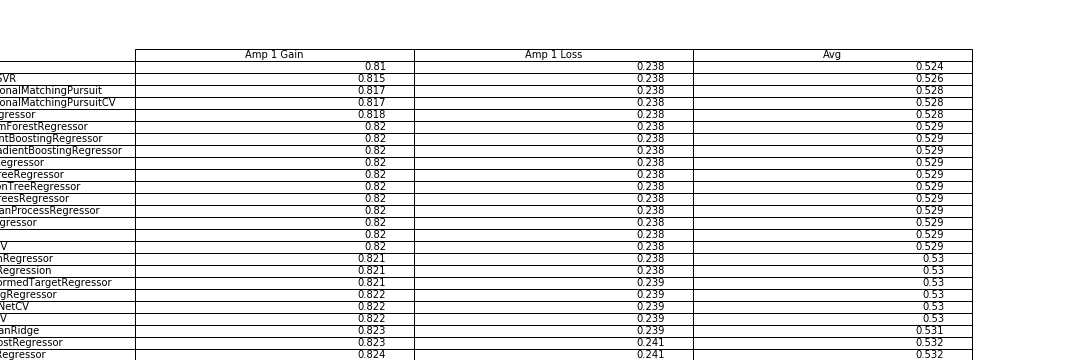 Amp 1 Gain Amp 1 Loss Avg
0.81 0.238 0.524
SVR 0.815 0.238 0.526
onalMatchingPursuit 0.817 0.238 0.528
onalMatchingPursuitCV 0.817 0.238 0.528
gressor 0.818 0.238 0.528
mForestRegressor 0.82 0.238 0.529
ntBoostingRegressor 0.82 0.238 0.529
adientBoostingRegressor 0.82 0.238 0.529
egressor 0.82 0.238 0.529
reeRegressor 0.82 0.238 0.529
onTreeRegressor 0.82 0.238 0.529
reesRegressor 0.82 0.238 0.529
anProcessRegressor 0.82 0.238 0.529
gressor 0.82 0.238 0.529
0.82 0.238 0.529
V 0.82 0.238 0.529
nRegressor 0.821 0.238 0.53
Regression 0.821 0.238 0.53
ormedTargetRegressor 0.821 0.239 0.53
gRegressor 0.822 0.239 0.53
NetCV 0.822 0.239 0.53
V 0.822 0.239 0.53
anRidge 0.823 0.239 0.531
ostRegressor 0.823 0.241 0.532
Regressor 0.824 0.241 0.532